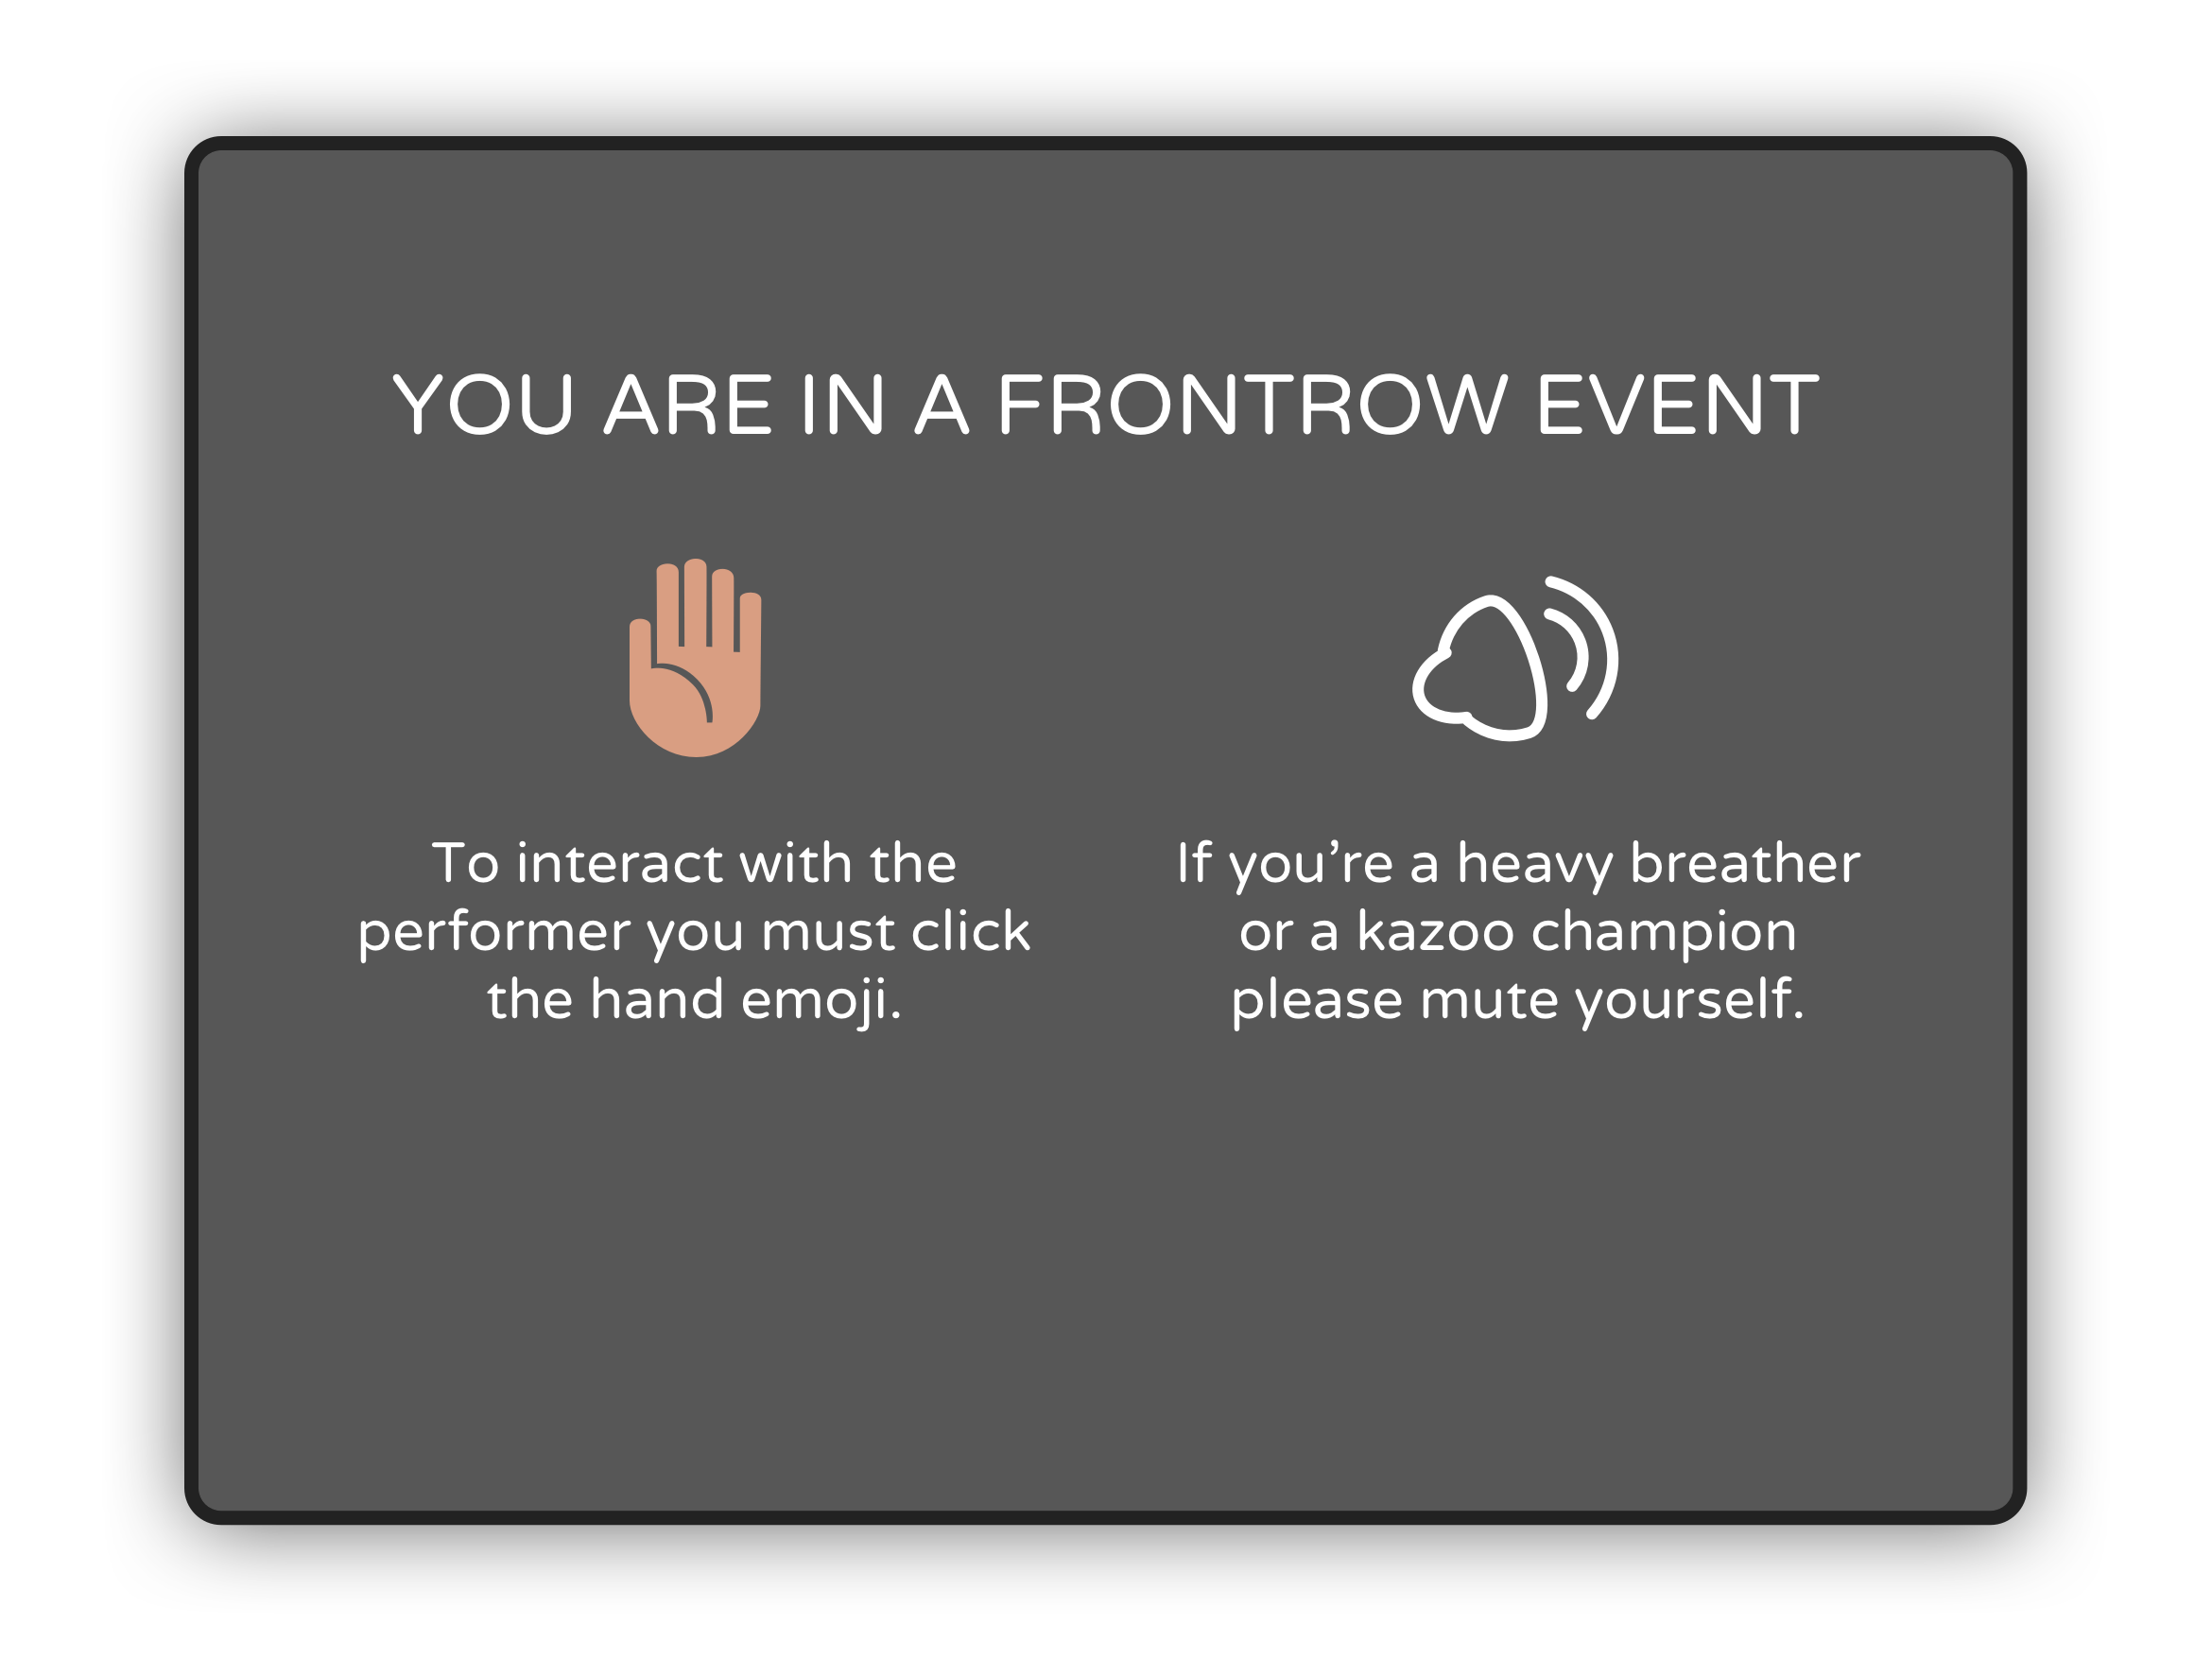 YOU ARE IN A FRONTROW EVENT
To interact with the
performer you must click
the hand emoji.
If you’re a heavy breather
or a kazoo champion
please mute yourself.